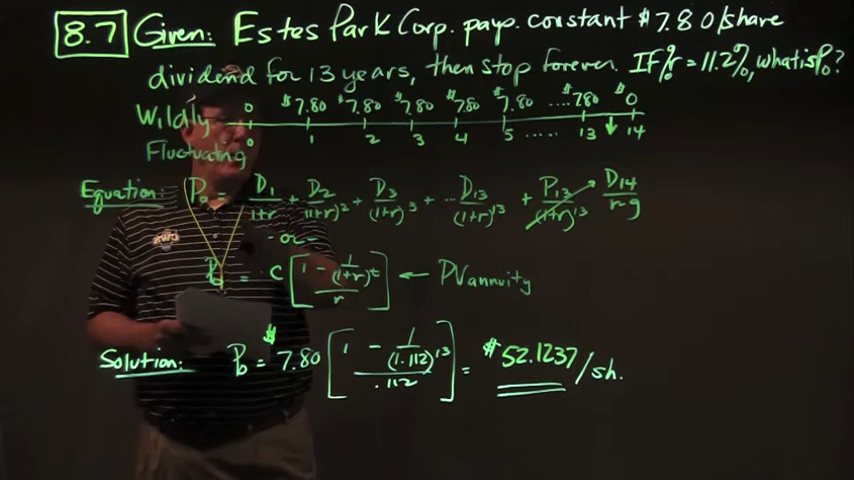 8.7 Given: Estes Park Corp. pays. constant $7.80/share
dividend for 13 years, then stop forever. If r = 11.2%, what is P₀?
0 $7.80 $7.80 $7.80 $7.80 $7.80 .... 7.80 $0
Wildly
0 1 2 3 4 5 ..... 13 14
Fluctuating
Equation: P₀ = D₁/(1+r) + D₂/(1+r)² + D₃/(1+r)³ + ... D₁₃/(1+r)¹³ + P₁₃/(1+r)¹³ D₁₄/(r-g)
- or -
P₀ = C [1 - 1/(1+r)^t / r] ← PV annuity
Solution: P₀ = $7.80 [1 - 1/(1.112)¹³ / .112] = $52.1237/sh.